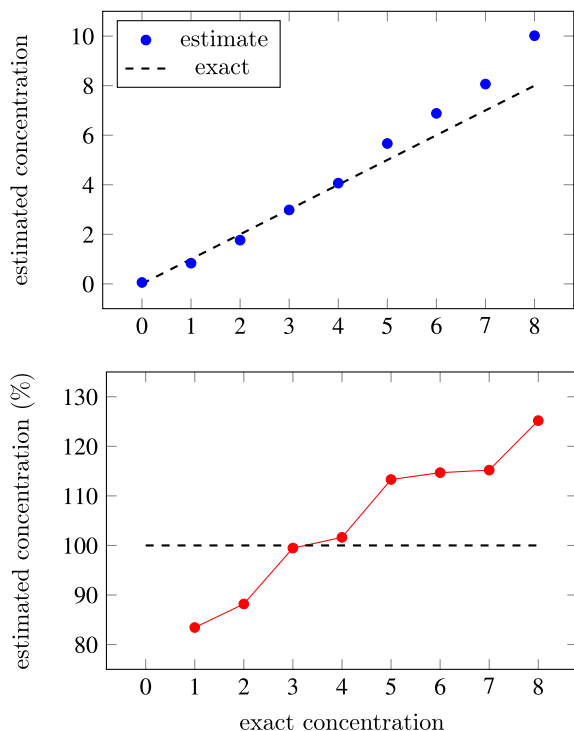 estimated concentration
10
8
6
4
2
0
estimate
exact
0 1 2 3 4 5 6 7 8
estimated concentration (%)
130
120
110
100
90
80
0 1 2 3 4 5 6 7 8
exact concentration